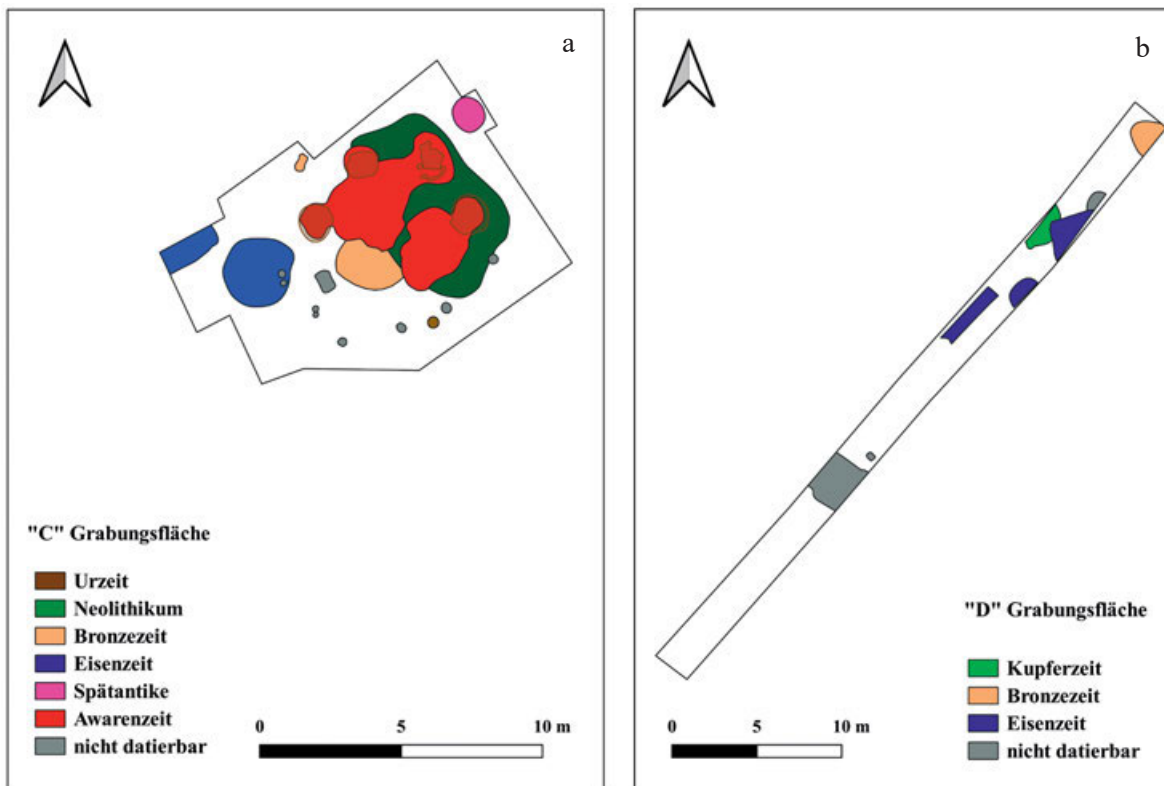 a
"C" Grabungsfläche
Urzeit
Neolithikum
Bronzezeit
Eisenzeit
Spätantike
Awarenzeit
nicht datierbar
0 5 10 m
b
"D" Grabungsfläche
Kupferzeit
Bronzezeit
Eisenzeit
nicht datierbar
0 5 10 m